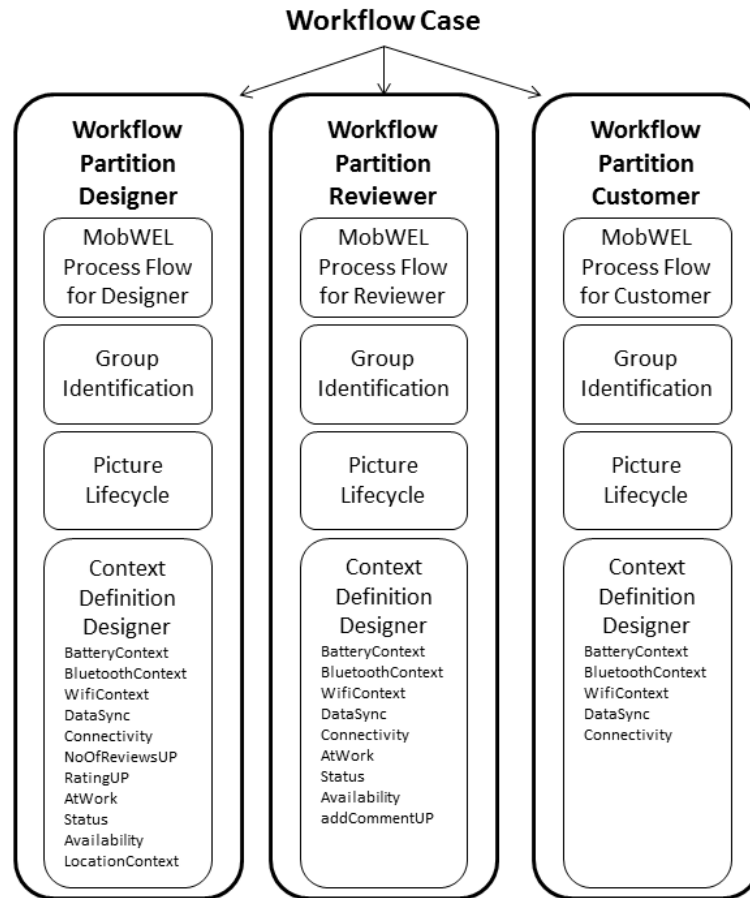 Workflow Case
Workflow
Partition
Designer
MobWEL
Process Flow
for Designer
Group
Identification
Picture
Lifecycle
Context
Definition
Designer
BatteryContext
BluetoothContext
WifiContext
DataSync
Connectivity
NoOfReviewsUP
RatingUP
AtWork
Status
Availability
LocationContext
Workflow
Partition
Reviewer
MobWEL
Process Flow
for Reviewer
Group
Identification
Picture
Lifecycle
Context
Definition
Designer
BatteryContext
BluetoothContext
WifiContext
DataSync
Connectivity
AtWork
Status
Availability
addCommentUP
Workflow
Partition
Customer
MobWEL
Process Flow
for Customer
Group
Identification
Picture
Lifecycle
Context
Definition
Designer
BatteryContext
BluetoothContext
WifiContext
DataSync
Connectivity